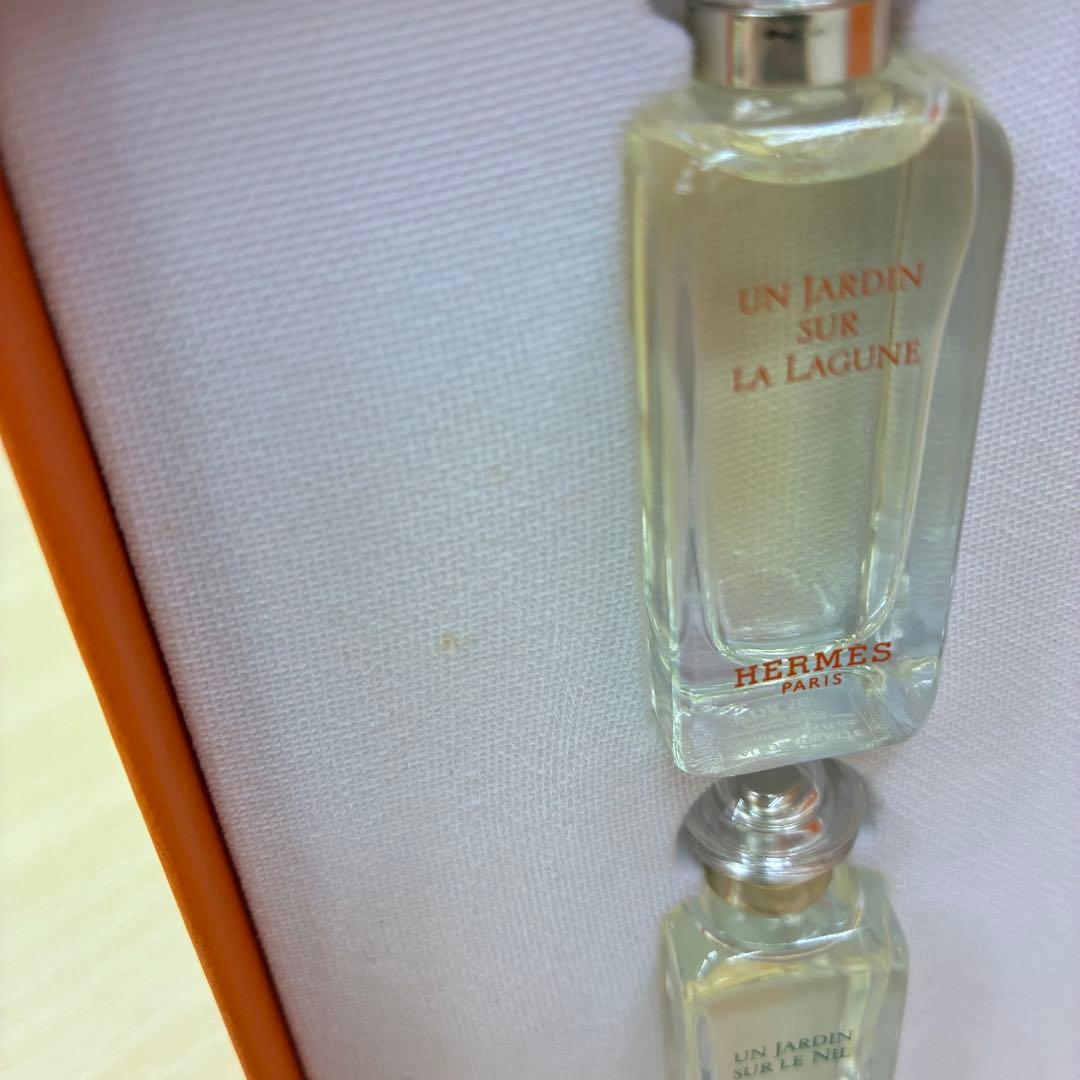 UN JARDIN
SUR
LA LAGUNE
HERMES
PARIS
UN JARDIN
SUR LE NIL